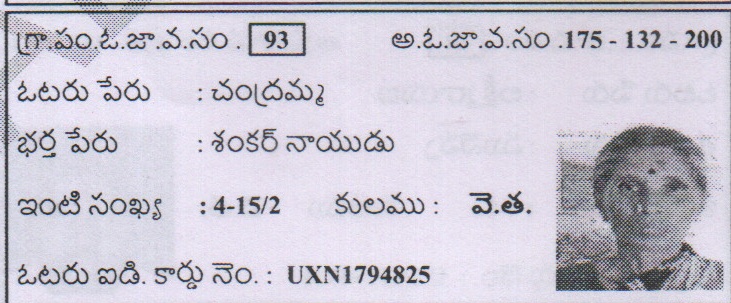 గ్రా.పం.ఓ.జా.వ.సం. 93 అ.ఓ.జా.వ.సం.175 - 132 - 200
ఓటరు పేరు : చంద్రమ్మ
భర్త పేరు : శంకర్ నాయుడు
ఇంటి సంఖ్య : 4-15/2 కులము : వె.త.
ఓటరు ఐడి. కార్డు నెం. : UXN1794825